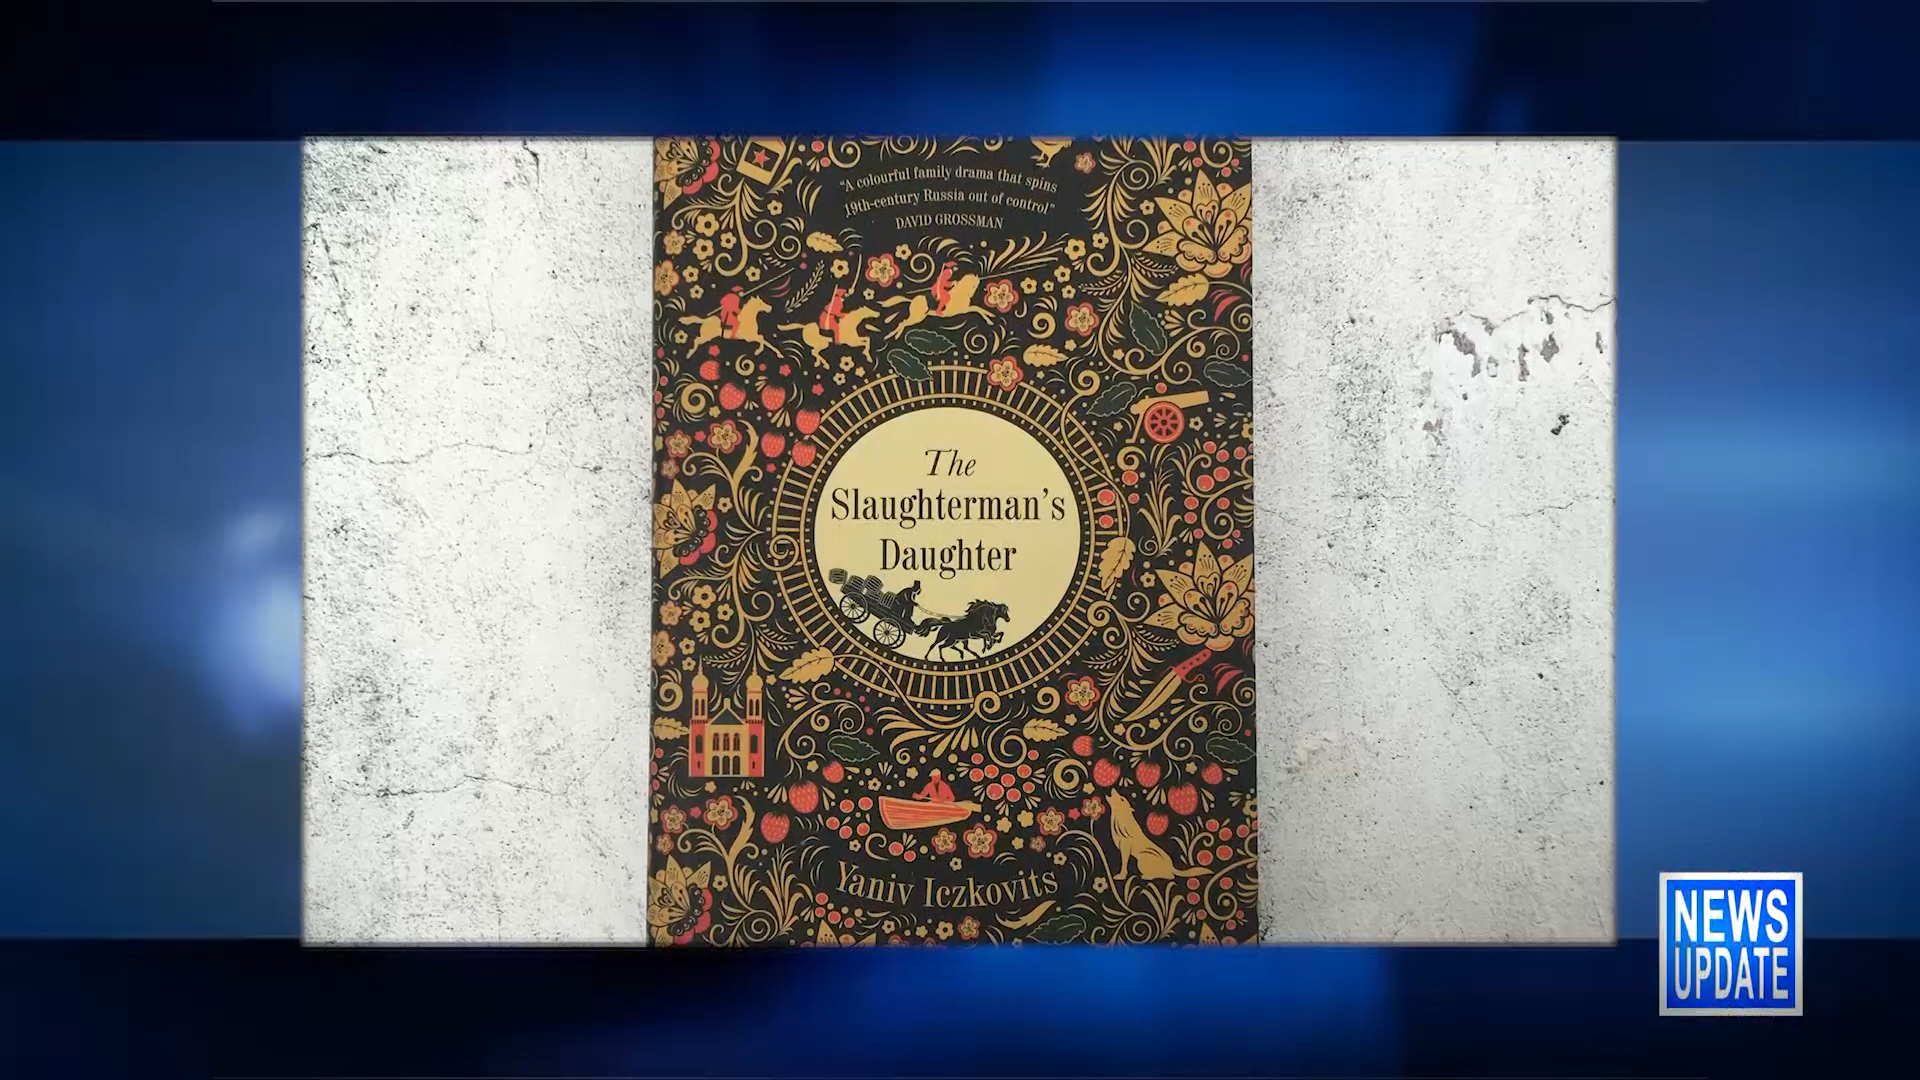 "A colourful family drama that spins
19th-century Russia out of control"
DAVID GROSSMAN
The
Slaughterman's
Daughter
Yaniv Iczkovits
NEWS
UPDATE